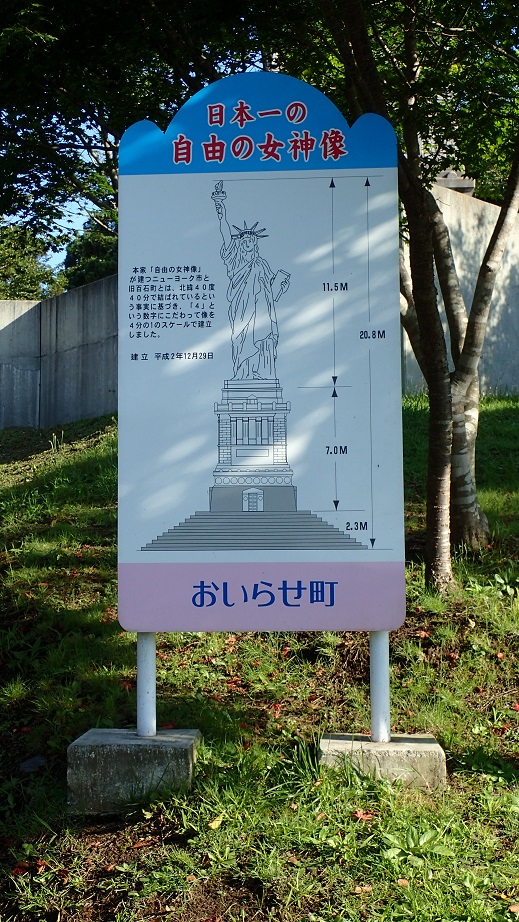 日本一の
自由の女神像
本家「自由の女神像」
が建つニューヨーク市と
旧百石町とは、北緯40度
40分で結ばれているとい
う事実に基づき、「4」と
いう数字にこだわって像を
4分の1のスケールで建立
しました。
建立 平成2年12月29日
11.5M
20.8M
7.0M
2.3M
おいらせ町